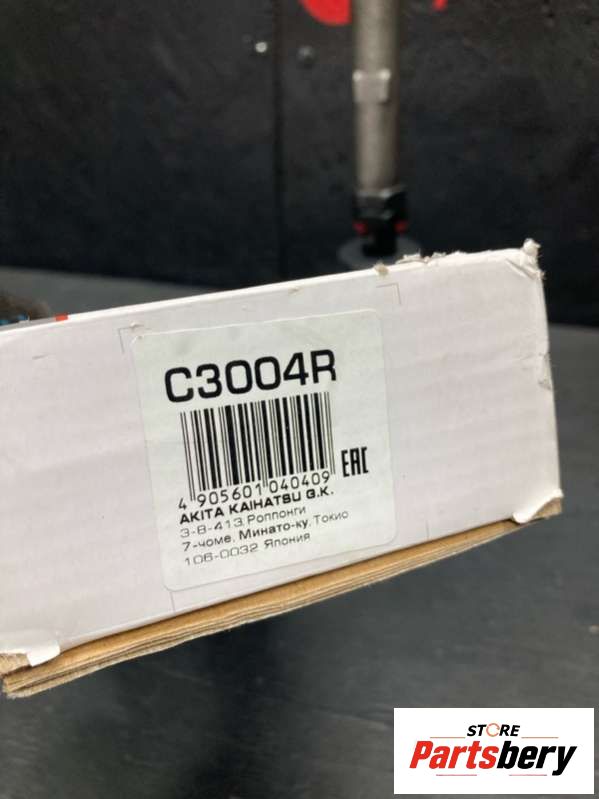 C3004R
4 905601 040409
EAC
AKITA KAIHATSU G.K.
3-8-413, Роппонги
7-чоме, Минато-ку, Токио
106-0032 Япония
STORE
Partsbery